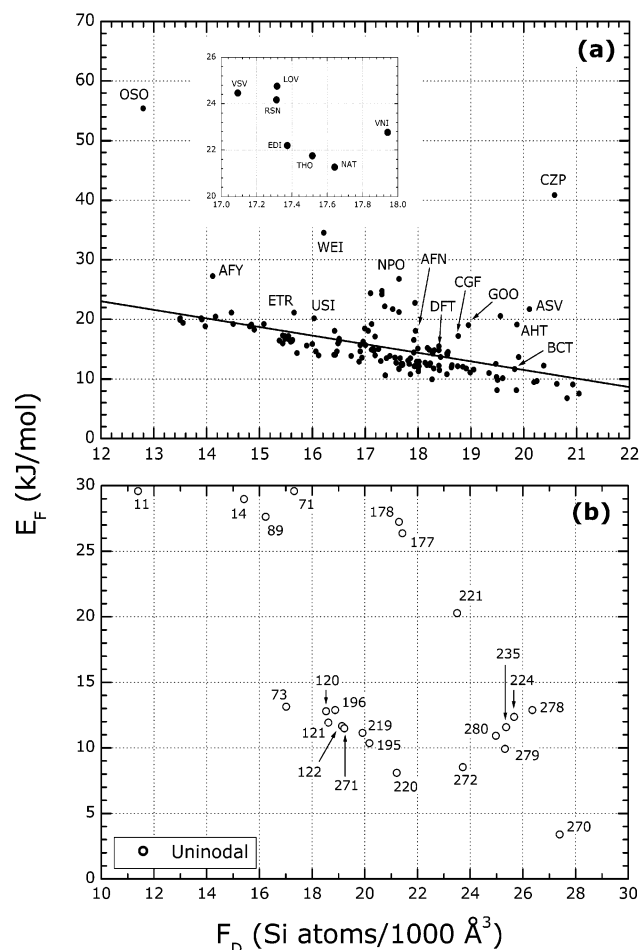 (a)
70
60
50
40
30
20
10
0
OSO
CZP
WEI
AFY
NPO
AFN
ETR
USI
DFT
CGF
GOO
ASV
AHT
BCT
26
24
22
20
VSV
LOV
RSN
EDI
THO
NAT
VNI
17.0 17.2 17.4 17.6 17.8 18.0
12 13 14 15 16 17 18 19 20 21 22
E_F (kJ/mol)
(b)
30
25
20
15
10
5
0
11
14
89
71
178
177
221
235
224
120
196
73
278
121
219
280
122
271
195
279
220
272
270
Uninodal
10 12 14 16 18 20 22 24 26 28 30
F_D (Si atoms/1000 Å³)